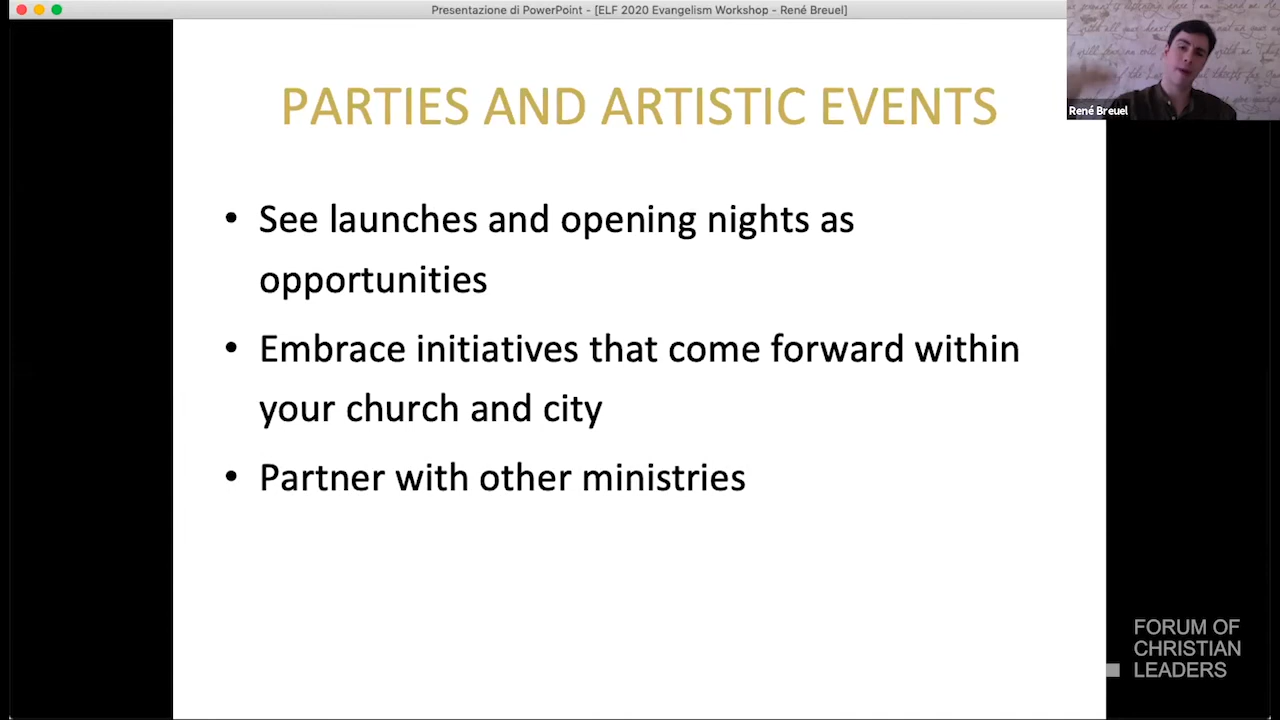 Presentazione di PowerPoint - [ELF 2020 Evangelism Workshop - René Breuel]
René Breuel
PARTIES AND ARTISTIC EVENTS
• See launches and opening nights as
opportunities
• Embrace initiatives that come forward within
your church and city
• Partner with other ministries
FORUM OF
CHRISTIAN
LEADERS